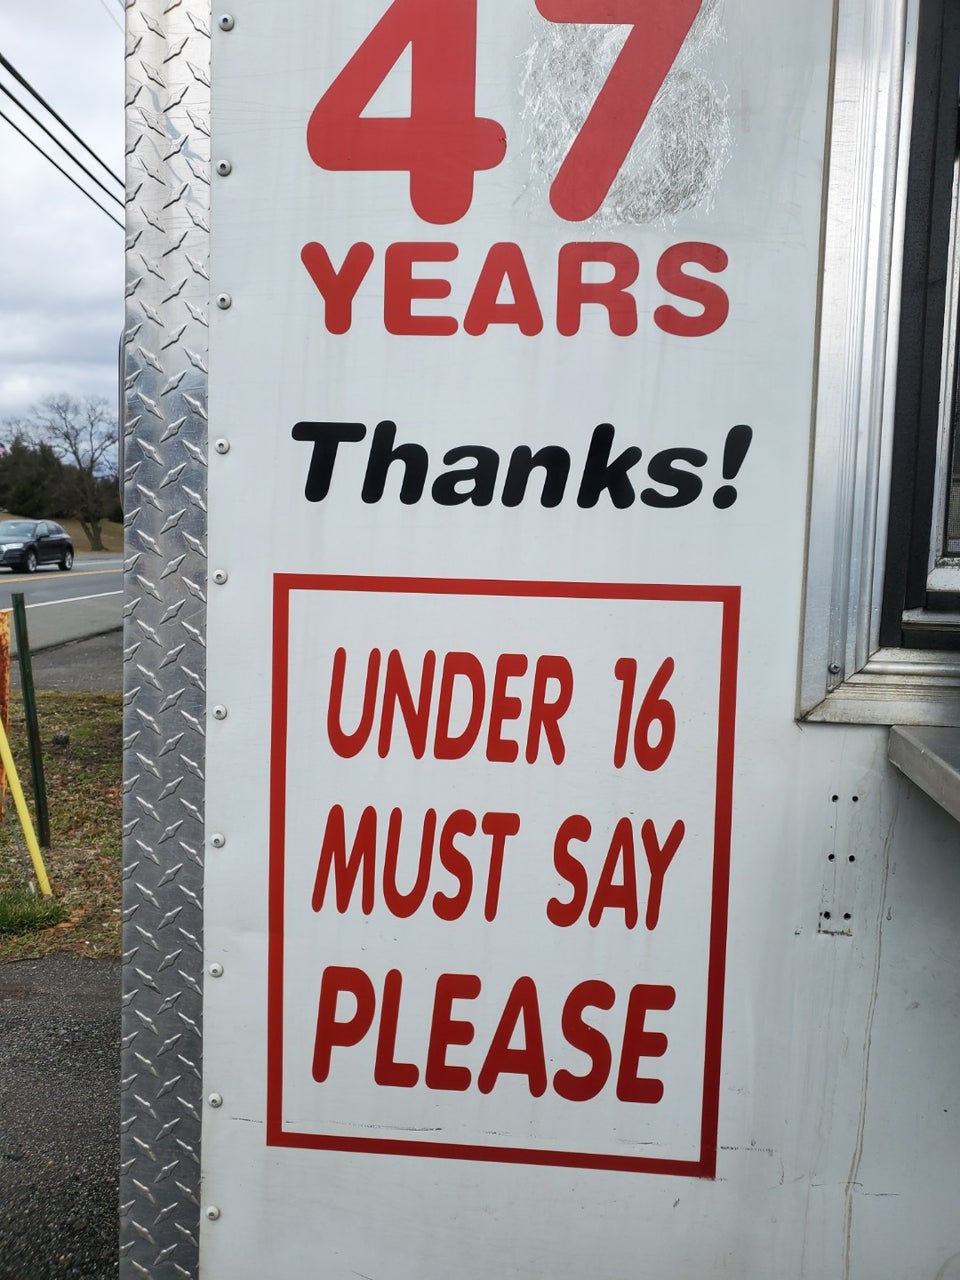 47
YEARS
Thanks!
UNDER 16
MUST SAY
PLEASE